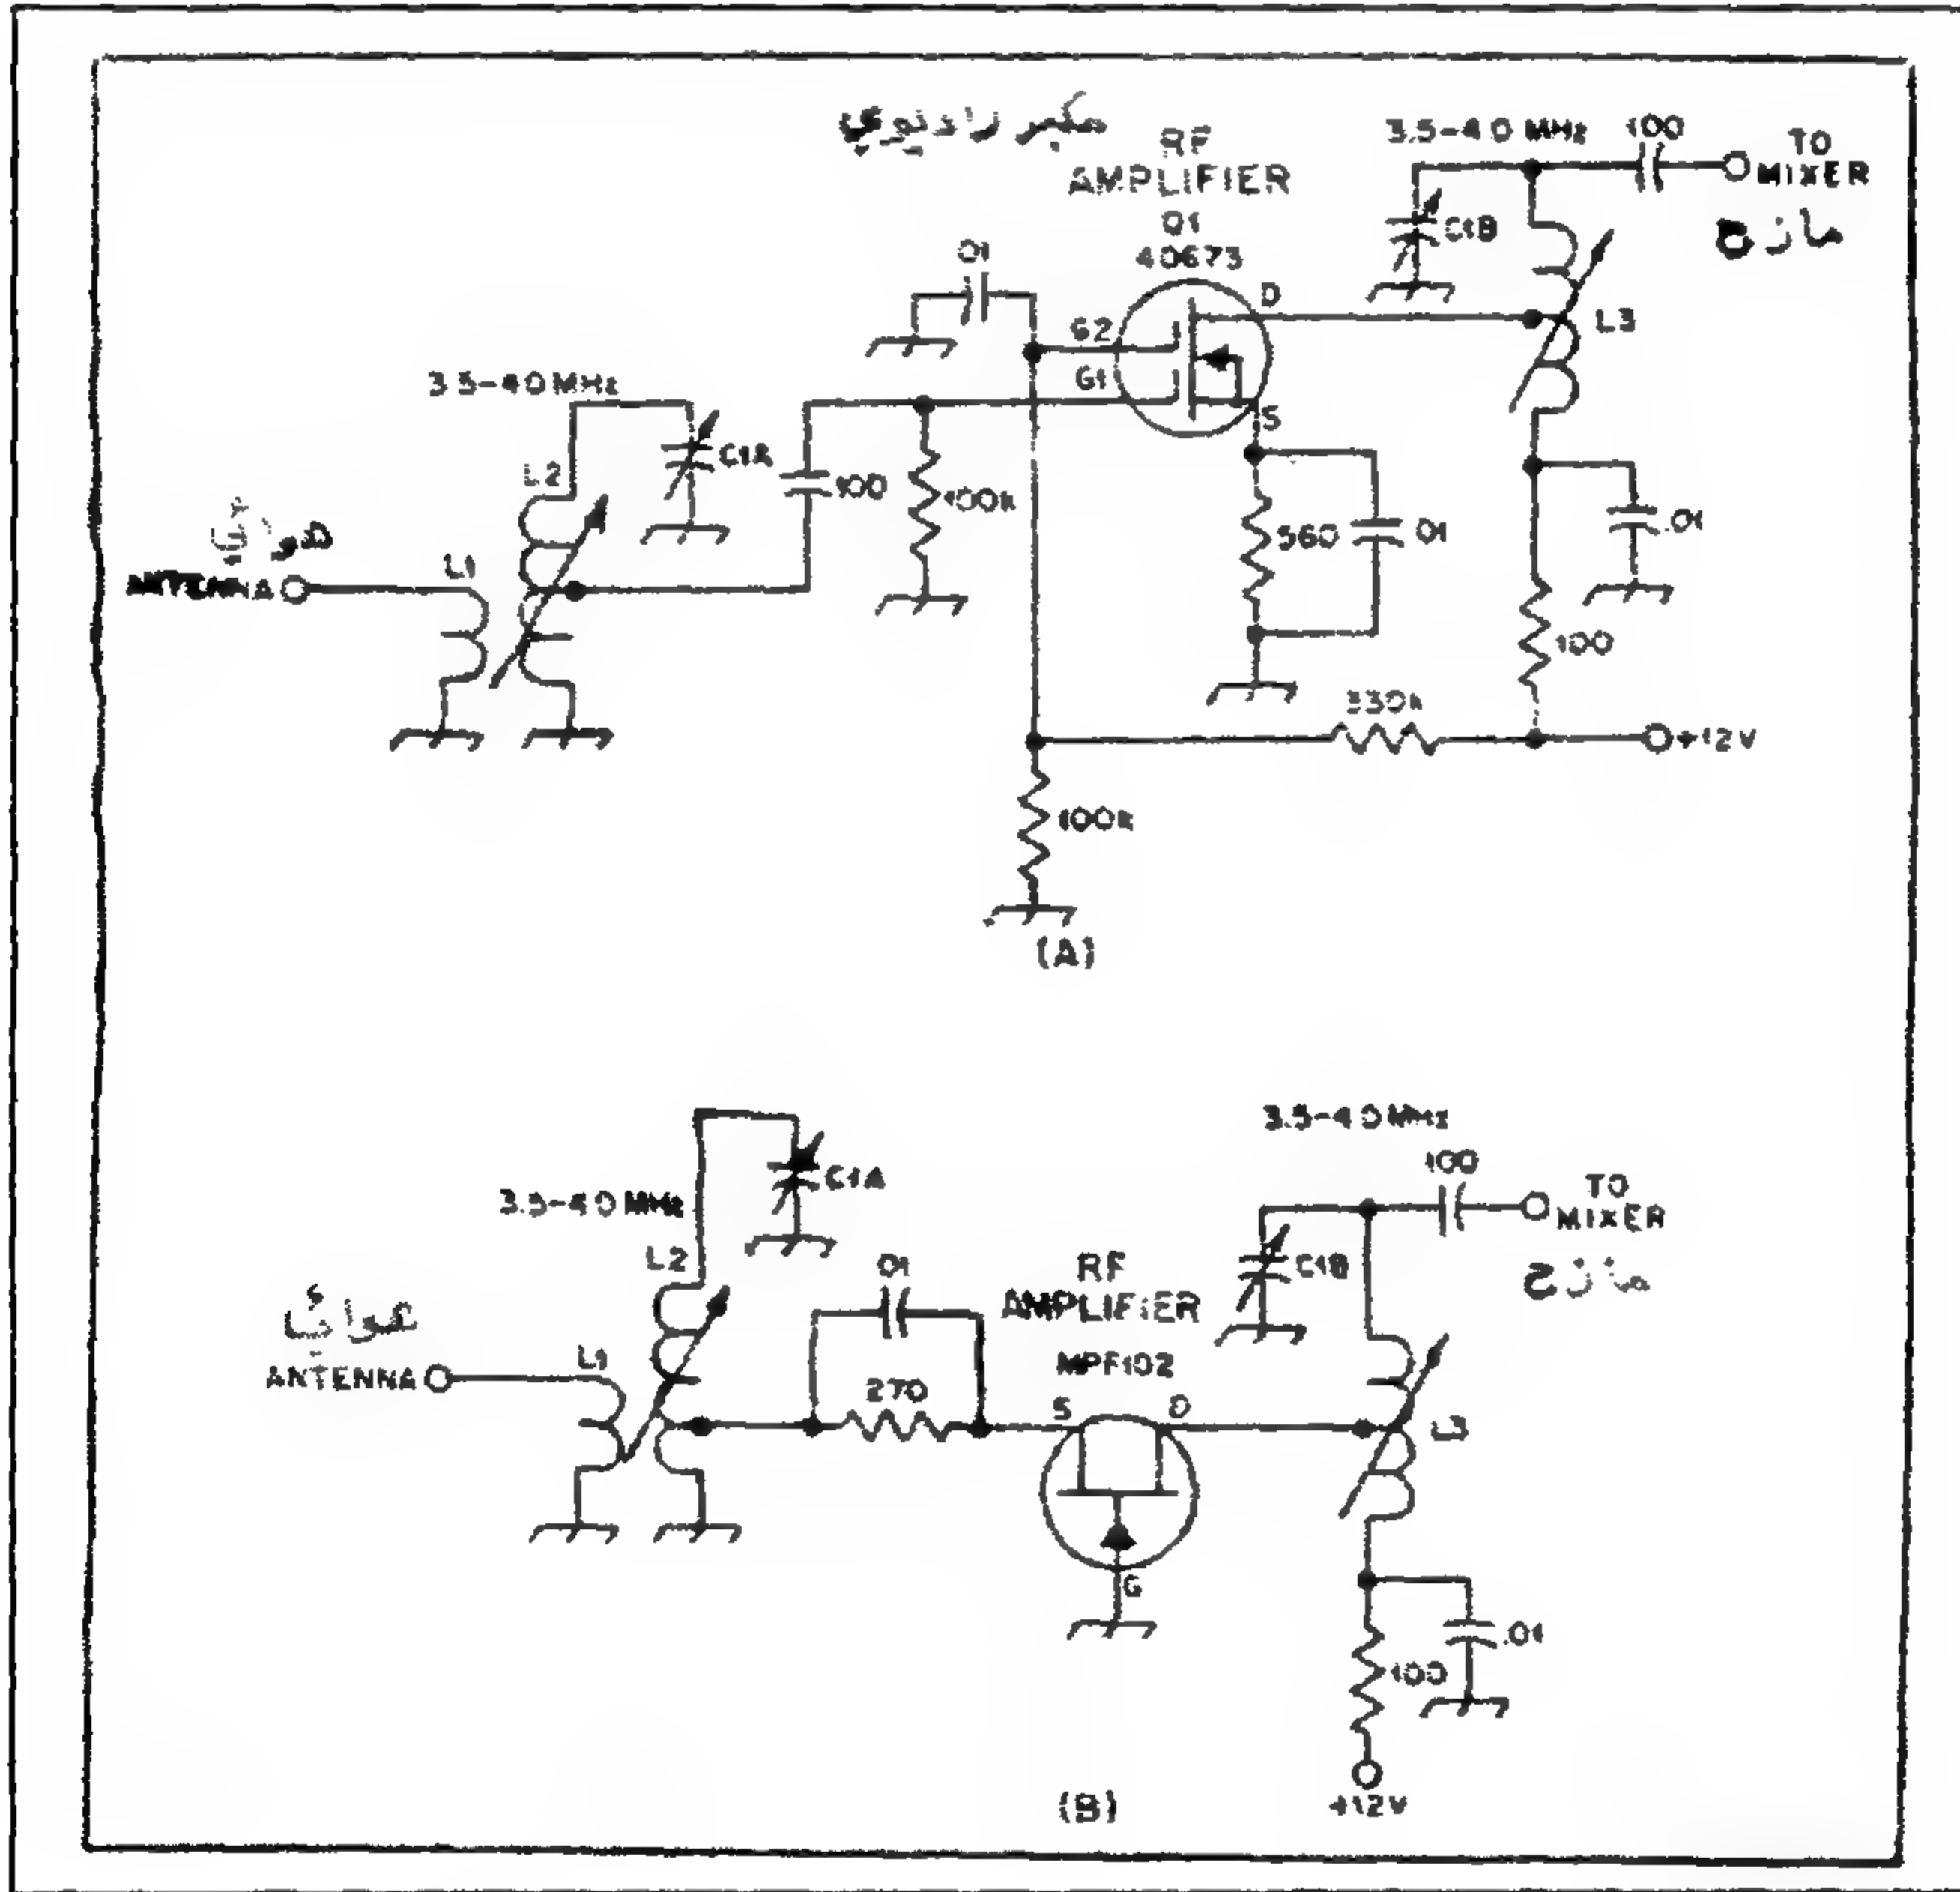 مكبر راديوي
RF
AMPLIFIER
Q1
40673
3.5-4.0 MHz
100
TO
MIXER
مازج
C1B
.01
D
G2
G1
S
L3
3.5-4.0 MHz
C1A
L2
100
100k
560
.01
.01
هوائي
ANTENNA
L1
100
330k
+12V
100k
(A)
3.5-4.0 MHz
100
TO
MIXER
مازج
C1A
3.5-4.0 MHz
L2
.01
RF
AMPLIFIER
C1B
ANTENNA
L1
270
MPF102
S
D
L3
G
.01
100
+12V
(B)